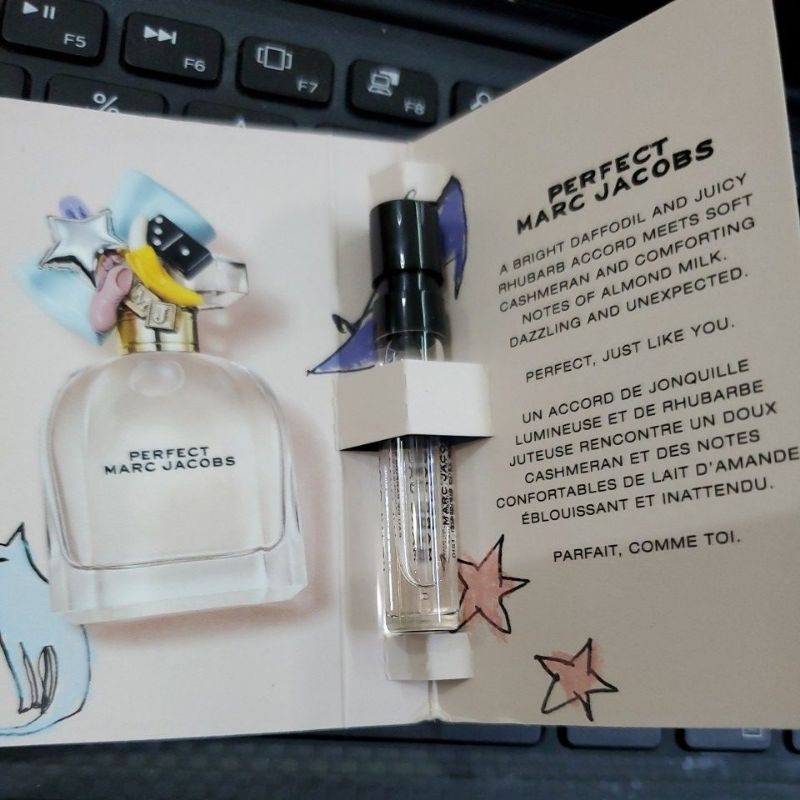 F5
F6
F7
F8
%
MJ
PERFECT
MARC JACOBS
MARC JACO
PERFECT
MARC JACOBS
A BRIGHT DAFFODIL AND JUICY
RHUBARB ACCORD MEETS SOFT
CASHMERAN AND COMFORTING
NOTES OF ALMOND MILK.
DAZZLING AND UNEXPECTED.
PERFECT, JUST LIKE YOU.
UN ACCORD DE JONQUILLE
LUMINEUSE ET DE RHUBARBE
JUTEUSE RENCONTRE UN DOUX
CASHMERAN ET DES NOTES
CONFORTABLES DE LAIT D'AMANDE
ÉBLOUISSANT ET INATTENDU.
PARFAIT, COMME TOI.